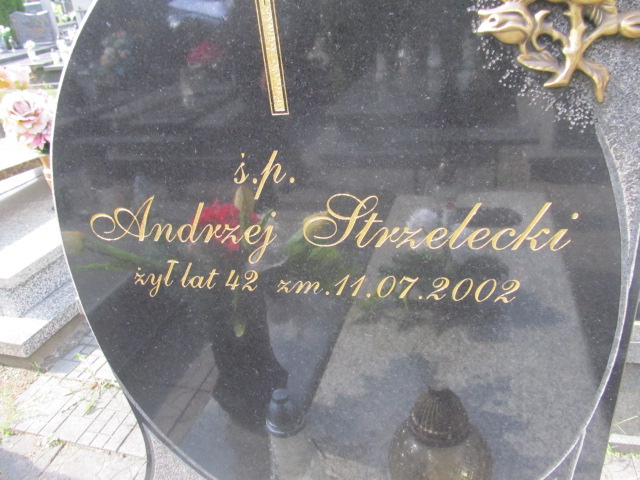 ś.p.
Andrzej Strzelecki
żył lat 42 zm. 11.07.2002